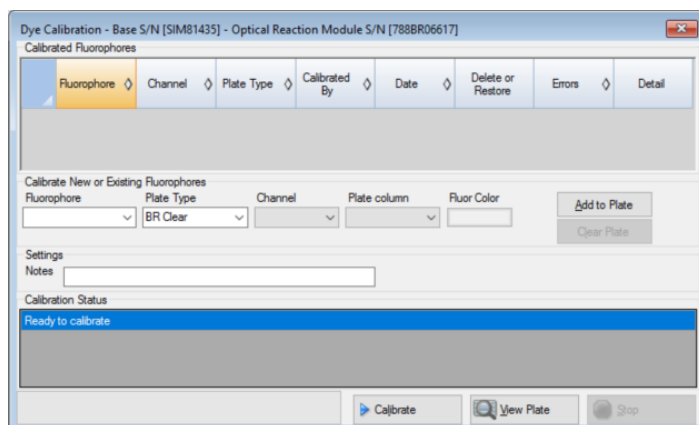 Dye Calibration - Base S/N [SIM81435] - Optical Reaction Module S/N [788BR06617]
Calibrated Fluorophores
Fluorophore Channel Plate Type Calibrated By Date Delete or Restore Errors Detail
Calibrate New or Existing Fluorophores
Fluorophore Plate Type Channel Plate column Fluor Color
BR Clear
Add to Plate
Clear Plate
Settings
Notes
Calibration Status
Ready to calibrate
Calibrate View Plate Stop